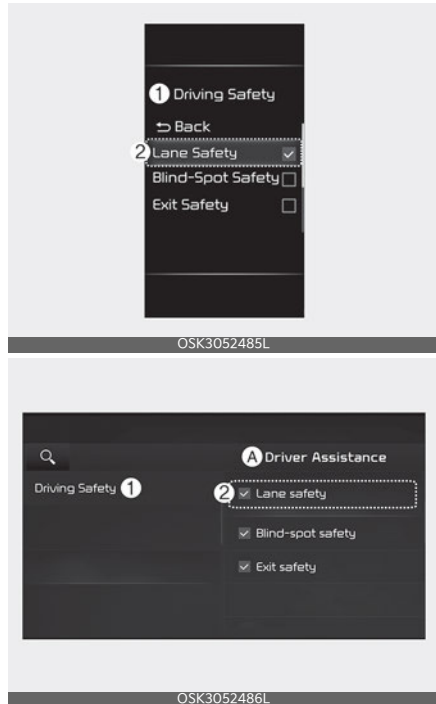 1 Driving Safety
Back
2 Lane Safety
Blind-Spot Safety
Exit Safety
OSK3052485L
A Driver Assistance
Driving Safety 1
2 Lane safety
Blind-spot safety
Exit safety
OSK3052486L